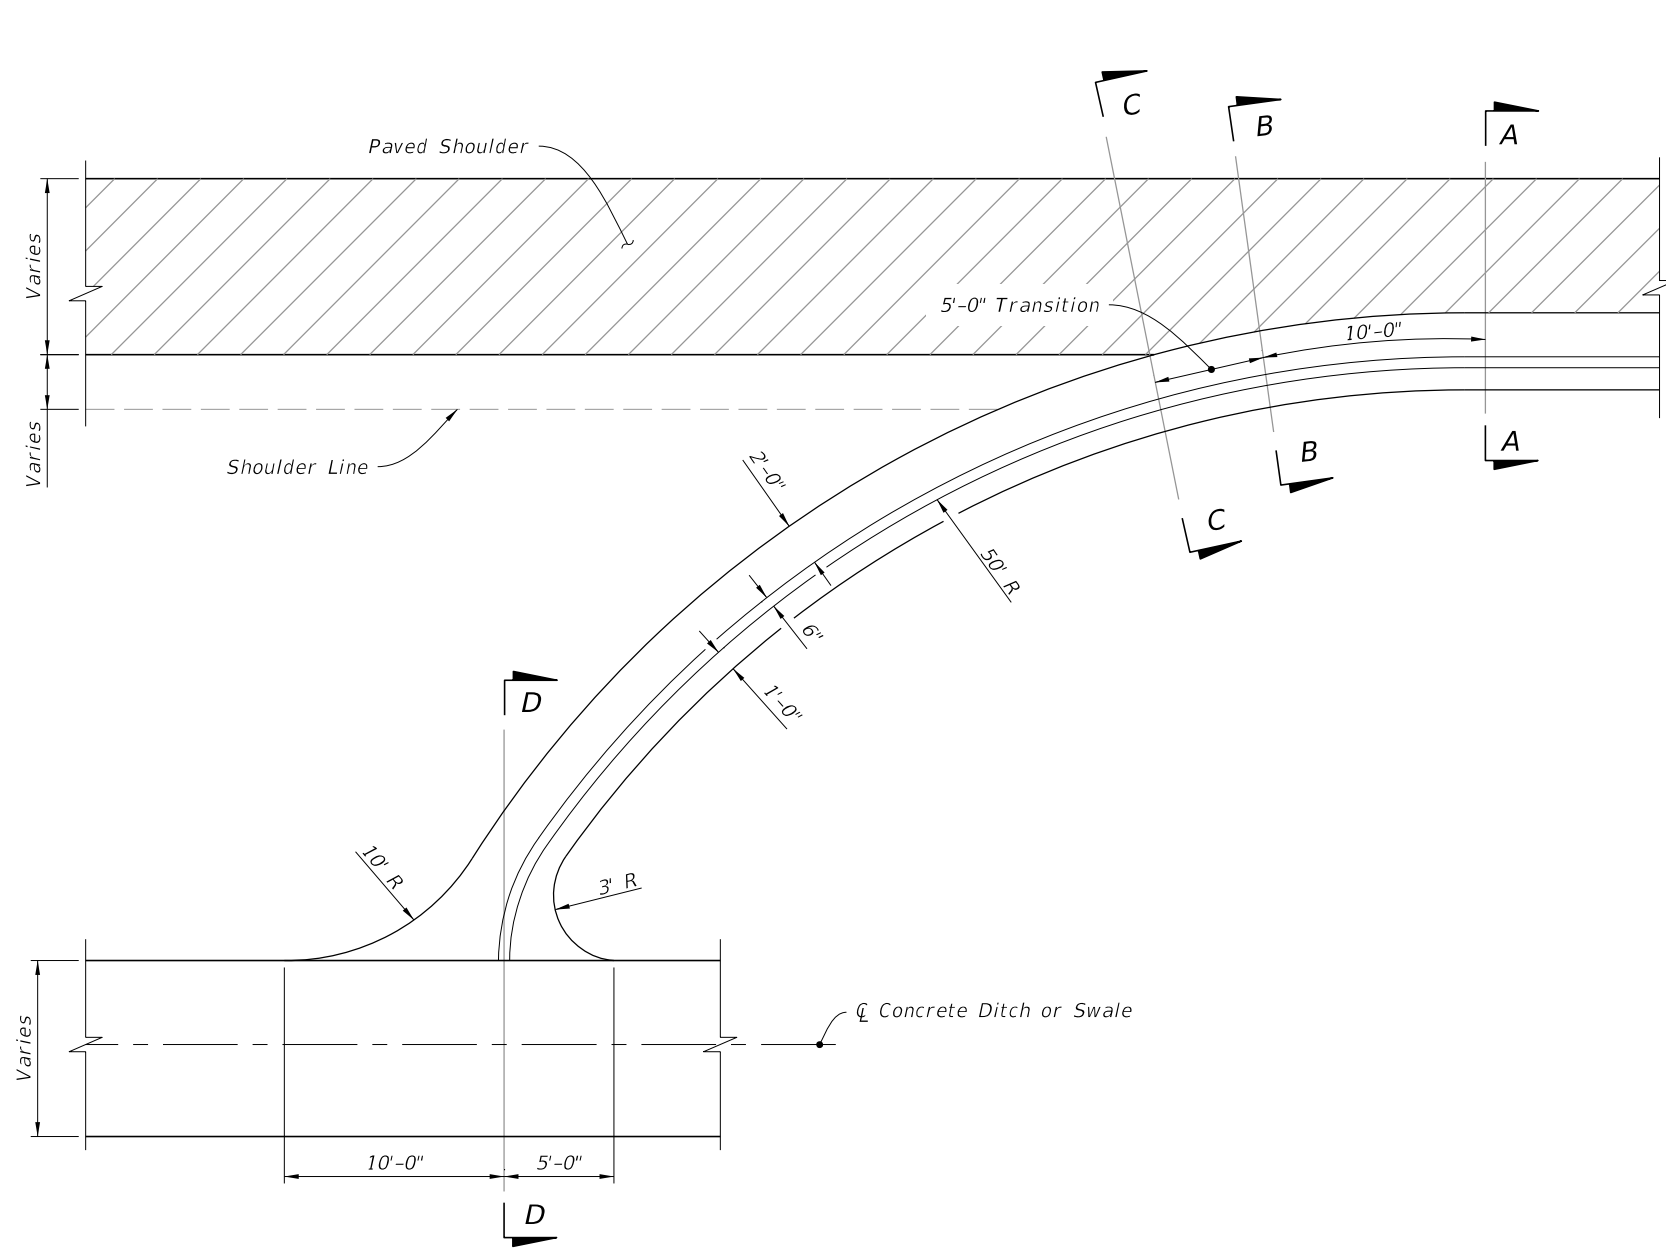 C
B
A
Paved Shoulder
Varies
5'-0" Transition
10'-0"
Varies
Shoulder Line
2'-0"
A
B
C
50' R
6"
1'-0"
D
10' R
3' R
Varies
℄ Concrete Ditch or Swale
10'-0"
5'-0"
D